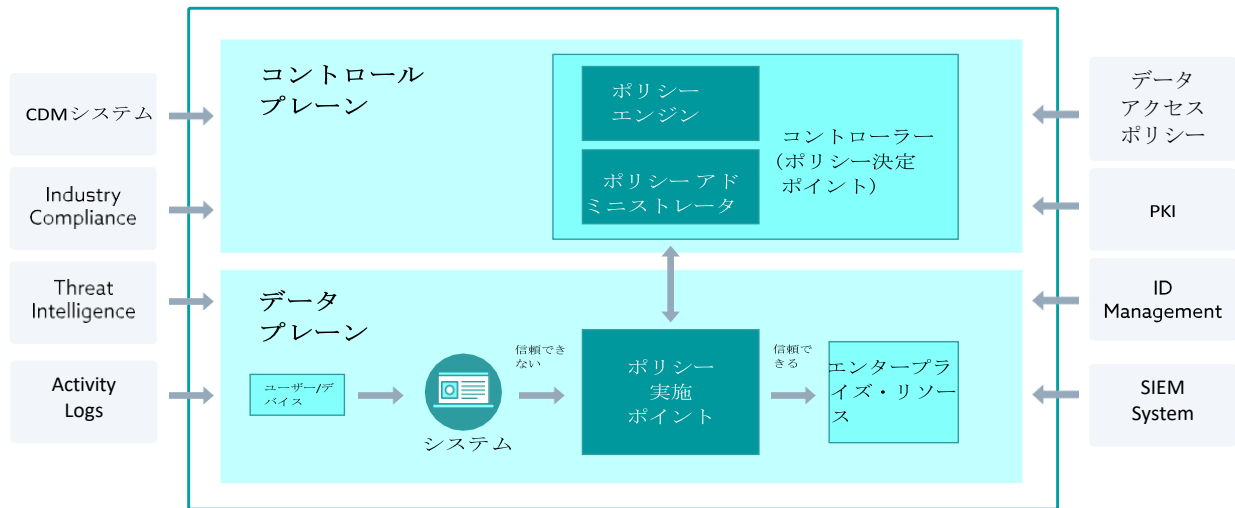 コントロール
プレーン
ポリシー
エンジン
ポリシー アド
ミニストレータ
コントローラー
（ポリシー決定
ポイント）
CDMシステム
Industry
Compliance
Threat
Intelligence
Activity
Logs
データ
アクセス
ポリシー
PKI
ID
Management
SIEM
System
データ
プレーン
ユーザー/デ
バイス
システム
信頼でき
ない
ポリシー
実施
ポイント
信頼で
きる
エンタープラ
イズ・リソー
ス